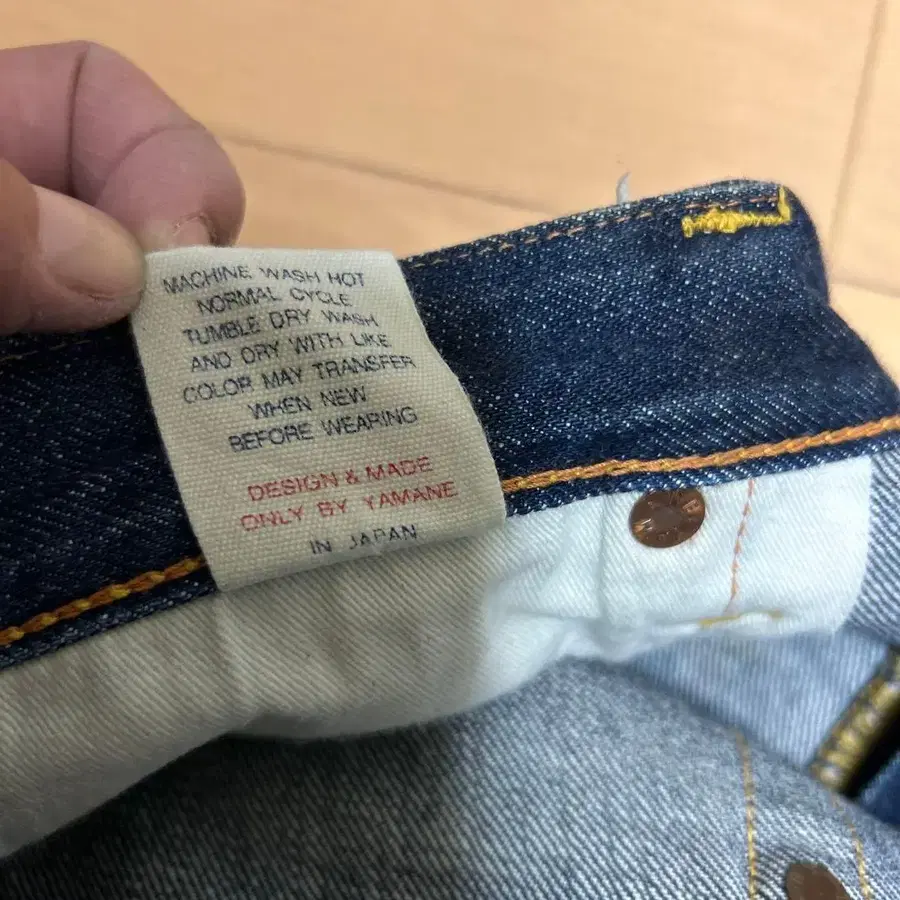 MACHINE WASH HOT
NORMAL CYCLE
TUMBLE DRY WASH
AND DRY WITH LIKE
COLOR MAY TRANSFER
WHEN NEW
BEFORE WEARING
DESIGN & MADE
ONLY BY YAMANE
IN JAPAN